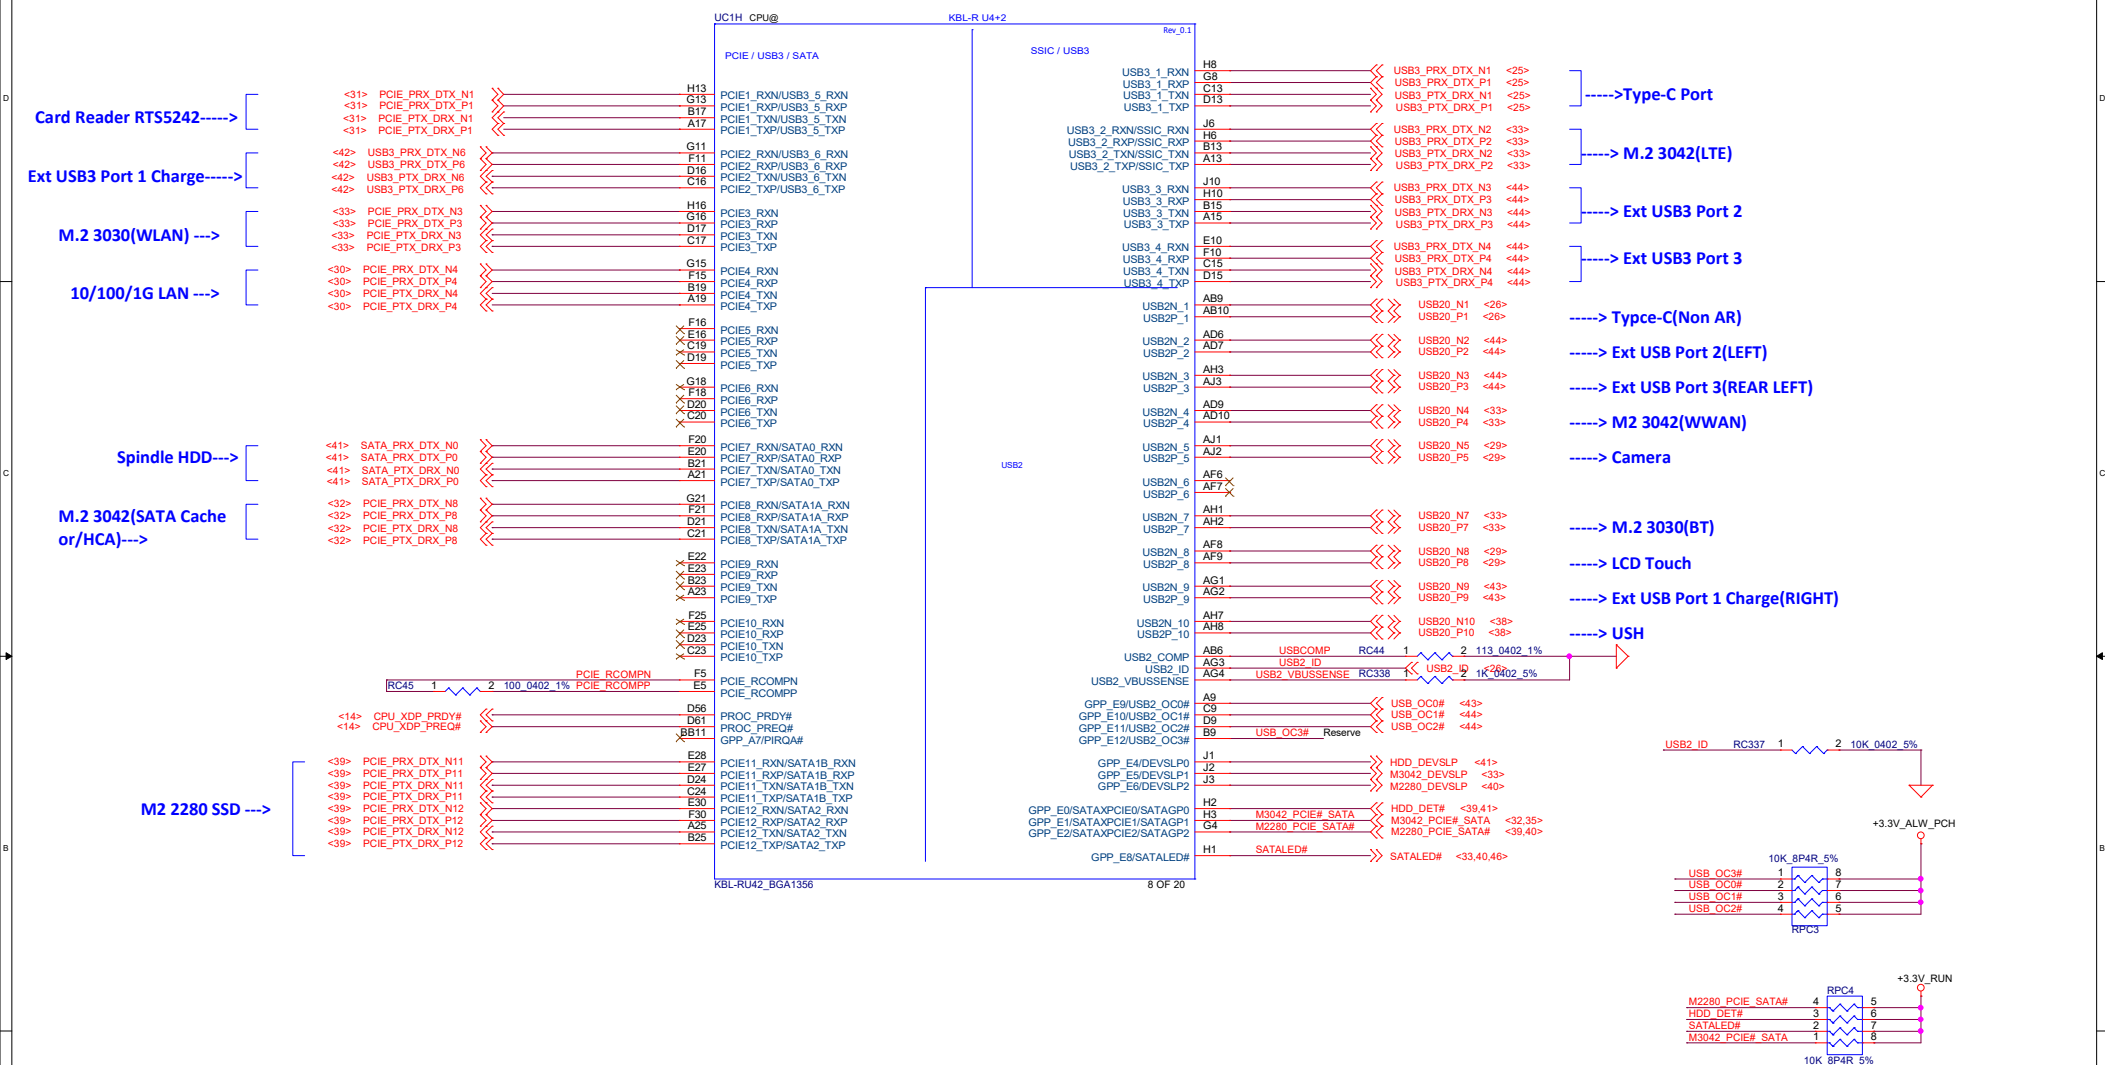 UC1H CPU@
KBL-R U4+2
Rev_0.1
PCIE / USB3 / SATA
SSIC / USB3
Card Reader RTS5242----->
<31> PCIE_PRX_DTX_N1 H13 PCIE1_RXN/USB3_5_RXN
<31> PCIE_PRX_DTX_P1 G13 PCIE1_RXP/USB3_5_RXP
<31> PCIE_PTX_DRX_N1 B17 PCIE1_TXN/USB3_5_TXN
<31> PCIE_PTX_DRX_P1 A17 PCIE1_TXP/USB3_5_TXP
Ext USB3 Port 1 Charge----->
<42> USB3_PRX_DTX_N6 G11 PCIE2_RXN/USB3_6_RXN
<42> USB3_PRX_DTX_P6 F11 PCIE2_RXP/USB3_6_RXP
<42> USB3_PTX_DRX_N6 D16 PCIE2_TXN/USB3_6_TXN
<42> USB3_PTX_DRX_P6 C16 PCIE2_TXP/USB3_6_TXP
M.2 3030(WLAN) --->
<33> PCIE_PRX_DTX_N3 H16 PCIE3_RXN
<33> PCIE_PRX_DTX_P3 G16 PCIE3_RXP
<33> PCIE_PTX_DRX_N3 D17 PCIE3_TXN
<33> PCIE_PTX_DRX_P3 C17 PCIE3_TXP
10/100/1G LAN --->
<30> PCIE_PRX_DTX_N4 G15 PCIE4_RXN
<30> PCIE_PRX_DTX_P4 F15 PCIE4_RXP
<30> PCIE_PTX_DRX_N4 B19 PCIE4_TXN
<30> PCIE_PTX_DRX_P4 A19 PCIE4_TXP
F16 PCIE5_RXN
E16 PCIE5_RXP
C19 PCIE5_TXN
D19 PCIE5_TXP
G18 PCIE6_RXN
F18 PCIE6_RXP
D20 PCIE6_TXN
C20 PCIE6_TXP
Spindle HDD--->
<41> SATA_PRX_DTX_N0 F20 PCIE7_RXN/SATA0_RXN
<41> SATA_PRX_DTX_P0 E20 PCIE7_RXP/SATA0_RXP
<41> SATA_PTX_DRX_N0 B21 PCIE7_TXN/SATA0_TXN
<41> SATA_PTX_DRX_P0 A21 PCIE7_TXP/SATA0_TXP
M.2 3042(SATA Cache
or/HCA)--->
<32> PCIE_PRX_DTX_N8 G21 PCIE8_RXN/SATA1A_RXN
<32> PCIE_PRX_DTX_P8 F21 PCIE8_RXP/SATA1A_RXP
<32> PCIE_PTX_DRX_N8 D21 PCIE8_TXN/SATA1A_TXN
<32> PCIE_PTX_DRX_P8 C21 PCIE8_TXP/SATA1A_TXP
E22 PCIE9_RXN
E23 PCIE9_RXP
B23 PCIE9_TXN
A23 PCIE9_TXP
F25 PCIE10_RXN
E25 PCIE10_RXP
D23 PCIE10_TXN
C23 PCIE10_TXP
PCIE_RCOMPN F5 PCIE_RCOMPN
RC45 1 2 100_0402_1% PCIE_RCOMPP E5 PCIE_RCOMPP
<14> CPU_XDP_PRDY# D56 PROC_PRDY#
<14> CPU_XDP_PREQ# D61 PROC_PREQ#
BB11 GPP_A7/PIRQA#
M2 2280 SSD --->
<39> PCIE_PRX_DTX_N11 E28 PCIE11_RXN/SATA1B_RXN
<39> PCIE_PRX_DTX_P11 E27 PCIE11_RXP/SATA1B_RXP
<39> PCIE_PTX_DRX_N11 D24 PCIE11_TXN/SATA1B_TXN
<39> PCIE_PTX_DRX_P11 C24 PCIE11_TXP/SATA1B_TXP
<39> PCIE_PRX_DTX_N12 E30 PCIE12_RXN/SATA2_RXN
<39> PCIE_PRX_DTX_P12 F30 PCIE12_RXP/SATA2_RXP
<39> PCIE_PTX_DRX_N12 A25 PCIE12_TXN/SATA2_TXN
<39> PCIE_PTX_DRX_P12 B25 PCIE12_TXP/SATA2_TXP
USB3_1_RXN H8 USB3_PRX_DTX_N1 <25>
USB3_1_RXP G8 USB3_PRX_DTX_P1 <25>
USB3_1_TXN C13 USB3_PTX_DRX_N1 <25>
USB3_1_TXP D13 USB3_PTX_DRX_P1 <25>
----->Type-C Port
USB3_2_RXN/SSIC_RXN J6 USB3_PRX_DTX_N2 <33>
USB3_2_RXP/SSIC_RXP H6 USB3_PRX_DTX_P2 <33>
USB3_2_TXN/SSIC_TXN B13 USB3_PTX_DRX_N2 <33>
USB3_2_TXP/SSIC_TXP A13 USB3_PTX_DRX_P2 <33>
-----> M.2 3042(LTE)
USB3_3_RXN J10 USB3_PRX_DTX_N3 <44>
USB3_3_RXP H10 USB3_PRX_DTX_P3 <44>
USB3_3_TXN B15 USB3_PTX_DRX_N3 <44>
USB3_3_TXP A15 USB3_PTX_DRX_P3 <44>
-----> Ext USB3 Port 2
USB3_4_RXN E10 USB3_PRX_DTX_N4 <44>
USB3_4_RXP F10 USB3_PRX_DTX_P4 <44>
USB3_4_TXN C15 USB3_PTX_DRX_N4 <44>
USB3_4_TXP D15 USB3_PTX_DRX_P4 <44>
-----> Ext USB3 Port 3
USB2
USB2N_1 AB9 USB20_N1 <26>
USB2P_1 AB10 USB20_P1 <26>
-----> Typce-C(Non AR)
USB2N_2 AD6 USB20_N2 <44>
USB2P_2 AD7 USB20_P2 <44>
-----> Ext USB Port 2(LEFT)
USB2N_3 AH3 USB20_N3 <44>
USB2P_3 AJ3 USB20_P3 <44>
-----> Ext USB Port 3(REAR LEFT)
USB2N_4 AD9 USB20_N4 <33>
USB2P_4 AD10 USB20_P4 <33>
-----> M2 3042(WWAN)
USB2N_5 AJ1 USB20_N5 <29>
USB2P_5 AJ2 USB20_P5 <29>
-----> Camera
USB2N_6 AF6
USB2P_6 AF7
USB2N_7 AH1 USB20_N7 <33>
USB2P_7 AH2 USB20_P7 <33>
-----> M.2 3030(BT)
USB2N_8 AF8 USB20_N8 <29>
USB2P_8 AF9 USB20_P8 <29>
-----> LCD Touch
USB2N_9 AG1 USB20_N9 <43>
USB2P_9 AG2 USB20_P9 <43>
-----> Ext USB Port 1 Charge(RIGHT)
USB2N_10 AH7 USB20_N10 <38>
USB2P_10 AH8 USB20_P10 <38>
-----> USH
USB2_COMP AB6 USBCOMP RC44 1 2 113_0402_1%
USB2_ID AG3 USB2_ID USB2_ID <26>
USB2_VBUSSENSE AG4 USB2_VBUSSENSE RC338 1 2 1K_0402_5%
GPP_E9/USB2_OC0# A9 USB_OC0# <43>
GPP_E10/USB2_OC1# C9 USB_OC1# <44>
GPP_E11/USB2_OC2# D9 USB_OC2# <44>
GPP_E12/USB2_OC3# B9 USB_OC3# Reserve
GPP_E4/DEVSLP0 J1 HDD_DEVSLP <41>
GPP_E5/DEVSLP1 J2 M3042_DEVSLP <33>
GPP_E6/DEVSLP2 J3 M2280_DEVSLP <40>
GPP_E0/SATAXPCIE0/SATAGP0 H2 HDD_DET# <39,41>
GPP_E1/SATAXPCIE1/SATAGP1 H3 M3042_PCIE#_SATA M3042_PCIE#_SATA <32,35>
GPP_E2/SATAXPCIE2/SATAGP2 G4 M2280_PCIE_SATA# M2280_PCIE_SATA# <39,40>
GPP_E8/SATALED# H1 SATALED# SATALED# <33,40,46>
KBL-RU42_BGA1356
8 OF 20
USB2_ID RC337 1 2 10K_0402_5%
+3.3V_ALW_PCH
10K_8P4R_5%
USB_OC3# 1 8
USB_OC0# 2 7
USB_OC1# 3 6
USB_OC2# 4 5
RPC3
+3.3V_RUN
RPC4
M2280_PCIE_SATA# 4 5
HDD_DET# 3 6
SATALED# 2 7
M3042_PCIE#_SATA 1 8
10K_8P4R_5%
D
D
C
C
B
B